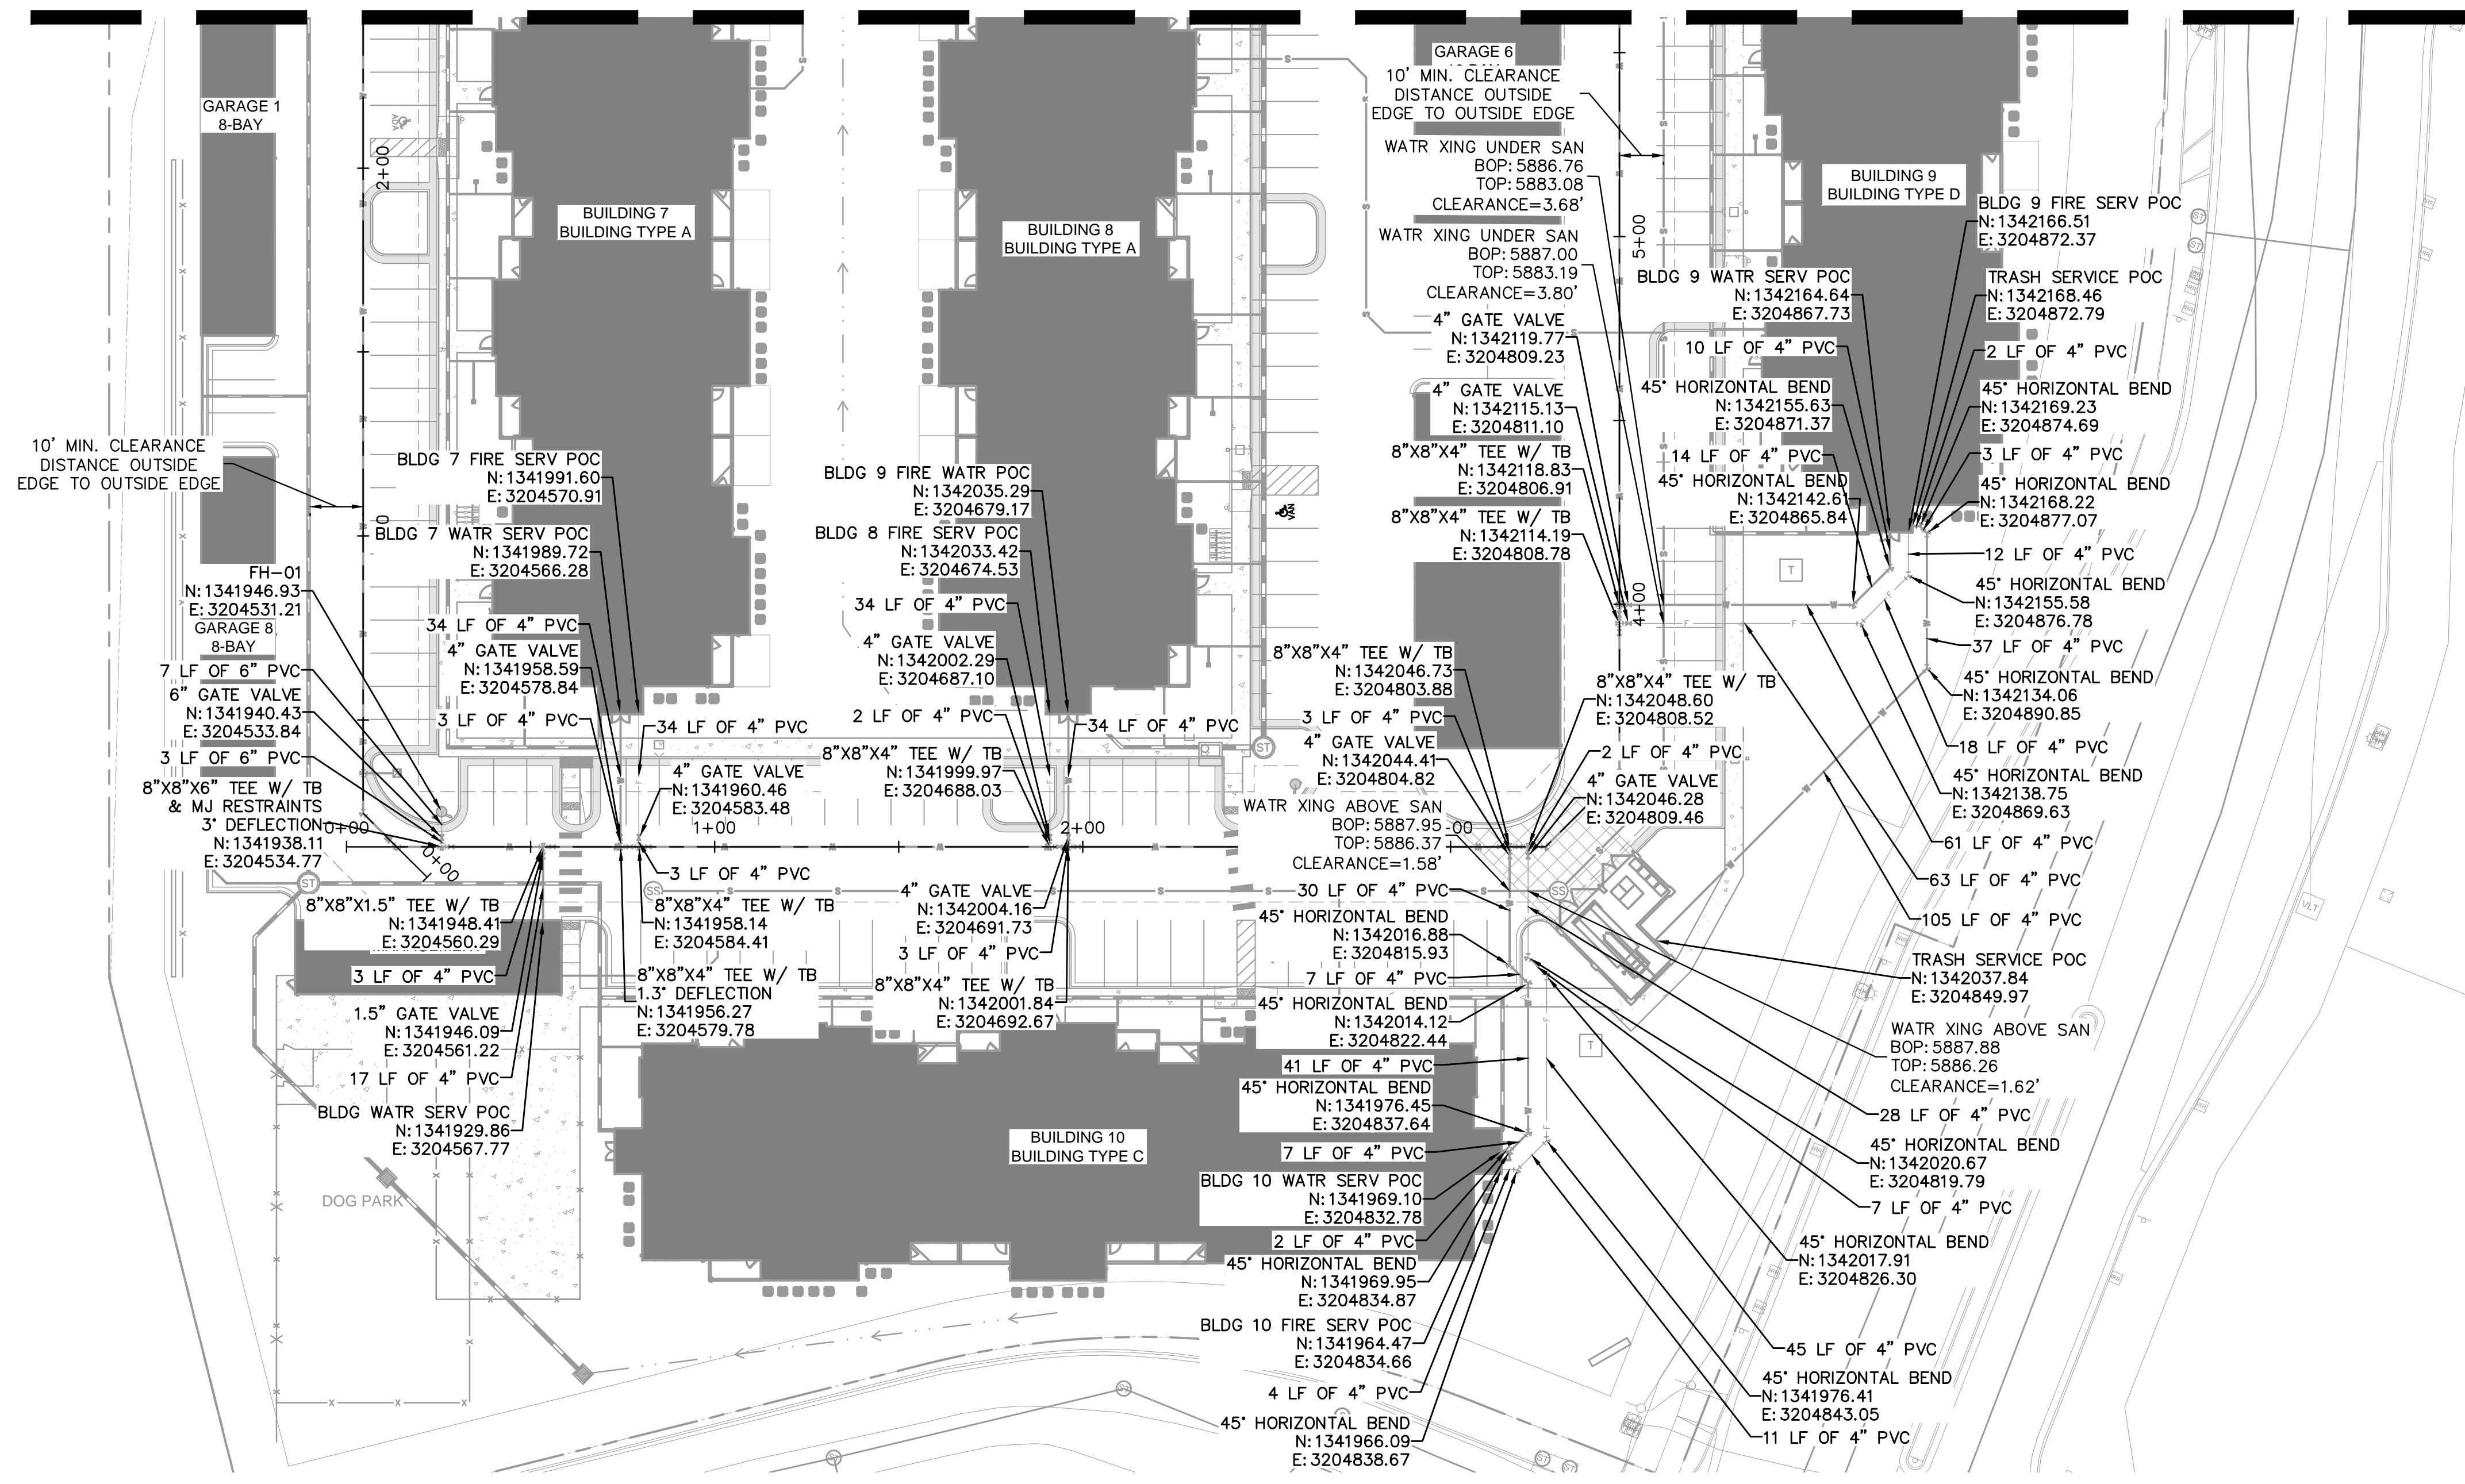 GARAGE 1
8-BAY
10' MIN. CLEARANCE
DISTANCE OUTSIDE
EDGE TO OUTSIDE EDGE
FH-01
N:1341946.93
E:3204531.21
GARAGE 8
8-BAY
7 LF OF 6" PVC
6" GATE VALVE
N:1341940.43
E:3204533.84
3 LF OF 6" PVC
8"X8"X6" TEE W/ TB
& MJ RESTRAINTS
3° DEFLECTION
N:1341938.11
E:3204534.77
2+00
0+00
0+00
BUILDING 7
BUILDING TYPE A
BLDG 7 FIRE SERV POC
N:1341991.60
E:3204570.91
BLDG 7 WATR SERV POC
N:1341989.72
E:3204566.28
34 LF OF 4" PVC
4" GATE VALVE
N:1341958.59
E:3204578.84
3 LF OF 4" PVC
34 LF OF 4" PVC
4" GATE VALVE
N:1341960.46
E:3204583.48
1+00
3 LF OF 4" PVC
8"X8"X4" TEE W/ TB
N:1341958.14
E:3204584.41
8"X8"X4" TEE W/ TB
1.3° DEFLECTION
N:1341956.27
E:3204579.78
8"X8"X1.5" TEE W/ TB
N:1341948.41
E:3204560.29
3 LF OF 4" PVC
1.5" GATE VALVE
N:1341946.09
E:3204561.22
17 LF OF 4" PVC
BLDG WATR SERV POC
N:1341929.86
E:3204567.77
DOG PARK
ST
SS
BUILDING 8
BUILDING TYPE A
BLDG 9 FIRE WATR POC
N:1342035.29
E:3204679.17
BLDG 8 FIRE SERV POC
N:1342033.42
E:3204674.53
34 LF OF 4" PVC
4" GATE VALVE
N:1342002.29
E:3204687.10
2 LF OF 4" PVC
34 LF OF 4" PVC
8"X8"X4" TEE W/ TB
N:1341999.97
E:3204688.03
2+00
4" GATE VALVE
N:1342004.16
E:3204691.73
3 LF OF 4" PVC
8"X8"X4" TEE W/ TB
N:1342001.84
E:3204692.67
VAN
ST
BUILDING 10
BUILDING TYPE C
GARAGE 6
10' MIN. CLEARANCE
DISTANCE OUTSIDE
EDGE TO OUTSIDE EDGE
WATR XING UNDER SAN
BOP:5886.76
TOP:5883.08
CLEARANCE=3.68'
WATR XING UNDER SAN
BOP:5887.00
TOP:5883.19
CLEARANCE=3.80'
4" GATE VALVE
N:1342119.77
E:3204809.23
4" GATE VALVE
N:1342115.13
E:3204811.10
8"X8"X4" TEE W/ TB
N:1342118.83
E:3204806.91
8"X8"X4" TEE W/ TB
N:1342114.19
E:3204808.78
5+00
4+00
8"X8"X4" TEE W/ TB
N:1342046.73
E:3204803.88
3 LF OF 4" PVC
4" GATE VALVE
N:1342044.41
E:3204804.82
WATR XING ABOVE SAN
BOP:5887.95
TOP:5886.37
CLEARANCE=1.58'
-00
30 LF OF 4" PVC
45° HORIZONTAL BEND
N:1342016.88
E:3204815.93
7 LF OF 4" PVC
45° HORIZONTAL BEND
N:1342014.12
E:3204822.44
41 LF OF 4" PVC
45° HORIZONTAL BEND
N:1341976.45
E:3204837.64
7 LF OF 4" PVC
BLDG 10 WATR SERV POC
N:1341969.10
E:3204832.78
2 LF OF 4" PVC
45° HORIZONTAL BEND
N:1341969.95
E:3204834.87
BLDG 10 FIRE SERV POC
N:1341964.47
E:3204834.66
4 LF OF 4" PVC
45° HORIZONTAL BEND
N:1341966.09
E:3204838.67
8"X8"X4" TEE W/ TB
N:1342048.60
E:3204808.52
2 LF OF 4" PVC
4" GATE VALVE
N:1342046.28
E:3204809.46
SS
T
T
BUILDING 9
BUILDING TYPE D
BLDG 9 WATR SERV POC
N:1342164.64
E:3204867.73
10 LF OF 4" PVC
45° HORIZONTAL BEND
N:1342155.63
E:3204871.37
14 LF OF 4" PVC
45° HORIZONTAL BEND
N:1342142.61
E:3204865.84
BLDG 9 FIRE SERV POC
N:1342166.51
E:3204872.37
TRASH SERVICE POC
N:1342168.46
E:3204872.79
2 LF OF 4" PVC
45° HORIZONTAL BEND
N:1342169.23
E:3204874.69
3 LF OF 4" PVC
45° HORIZONTAL BEND
N:1342168.22
E:3204877.07
12 LF OF 4" PVC
45° HORIZONTAL BEND
N:1342155.58
E:3204876.78
37 LF OF 4" PVC
45° HORIZONTAL BEND
N:1342134.06
E:3204890.85
18 LF OF 4" PVC
45° HORIZONTAL BEND
N:1342138.75
E:3204869.63
61 LF OF 4" PVC
63 LF OF 4" PVC
105 LF OF 4" PVC
VLT
TRASH SERVICE POC
N:1342037.84
E:3204849.97
WATR XING ABOVE SAN
BOP:5887.88
TOP:5886.26
CLEARANCE=1.62'
28 LF OF 4" PVC
45° HORIZONTAL BEND
N:1342020.67
E:3204819.79
7 LF OF 4" PVC
45° HORIZONTAL BEND
N:1342017.91
E:3204826.30
45 LF OF 4" PVC
45° HORIZONTAL BEND
N:1341976.41
E:3204843.05
11 LF OF 4" PVC